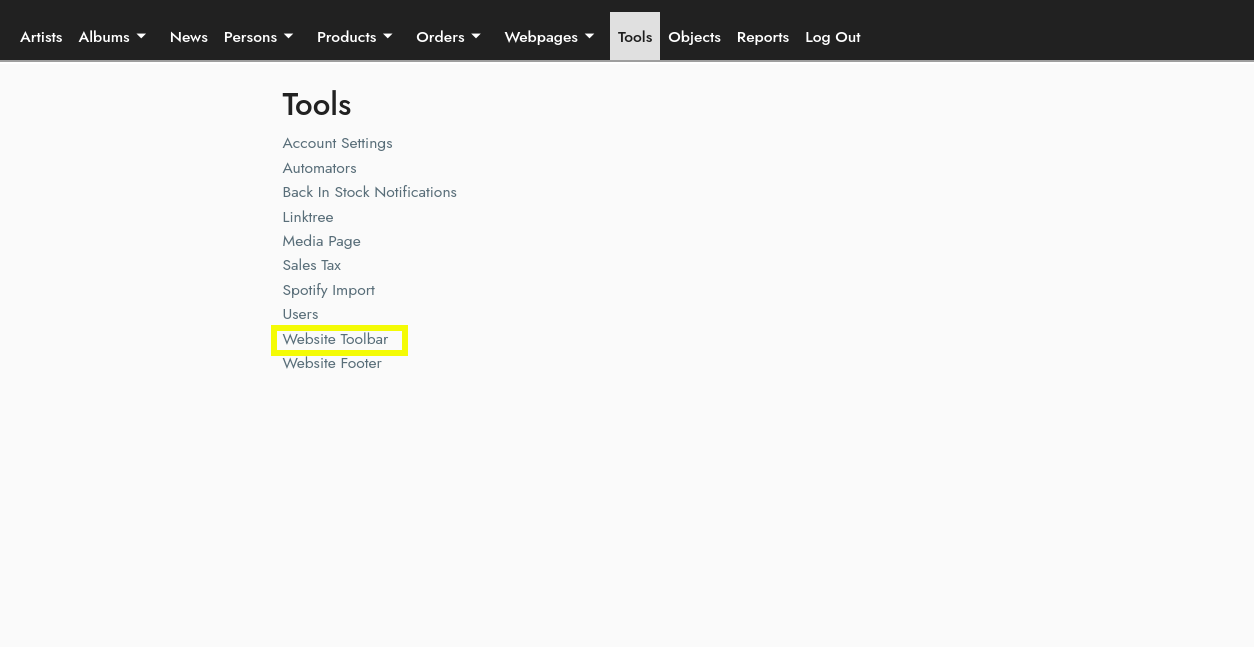 Artists Albums News Persons Products Orders Webpages Tools Objects Reports Log Out
Tools
Account Settings
Automators
Back In Stock Notifications
Linktree
Media Page
Sales Tax
Spotify Import
Users
Website Toolbar
Website Footer